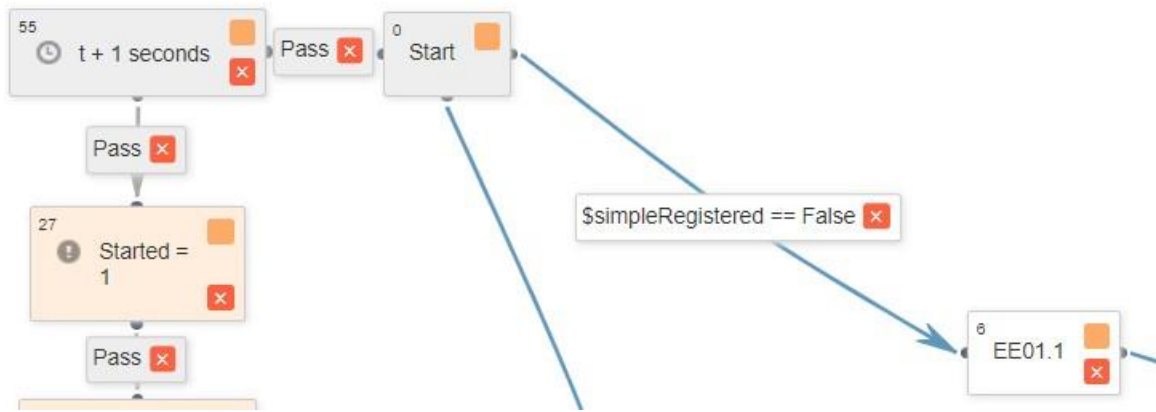 55
t + 1 seconds
Pass
0
Start
Pass
$simpleRegistered == False
27
Started =
1
6
EE01.1
Pass